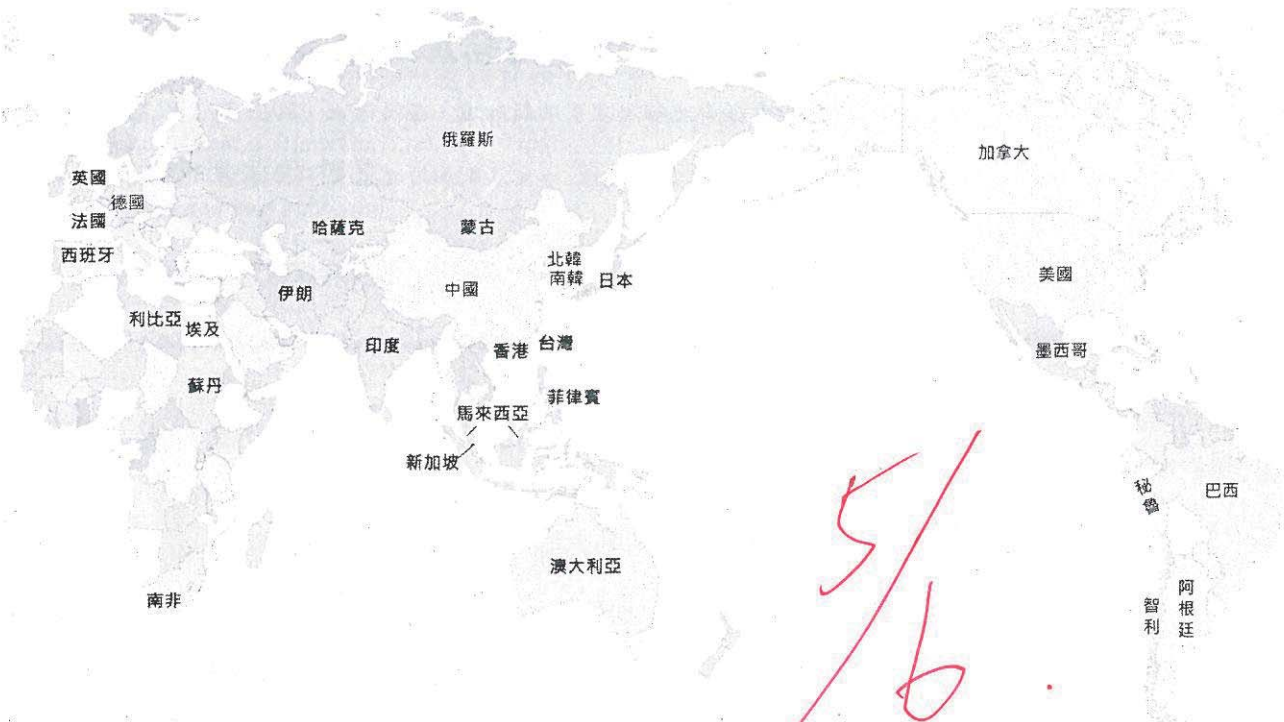 俄羅斯
加拿大
英國
德國
法國
哈薩克
蒙古
西班牙
北韓
南韓
日本
中國
美國
伊朗
利比亞
埃及
印度
香港
台灣
墨西哥
蘇丹
菲律賓
馬來西亞
新加坡
秘魯
巴西
澳大利亞
南非
智利
阿根廷
5/6.